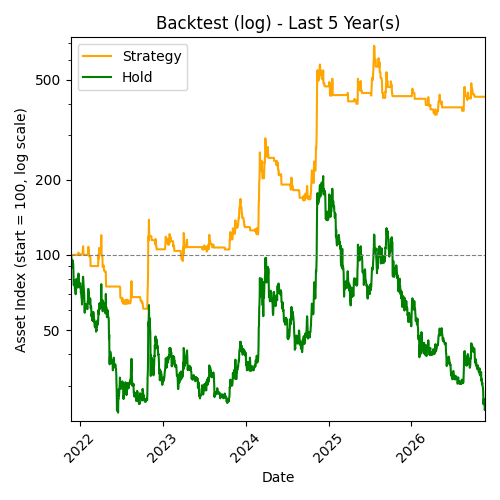 Backtest (log) - Last 5 Year(s)
Strategy
Hold
Asset Index (start = 100, log scale)
500
200
100
50
2022
2023
2024
2025
2026
Date